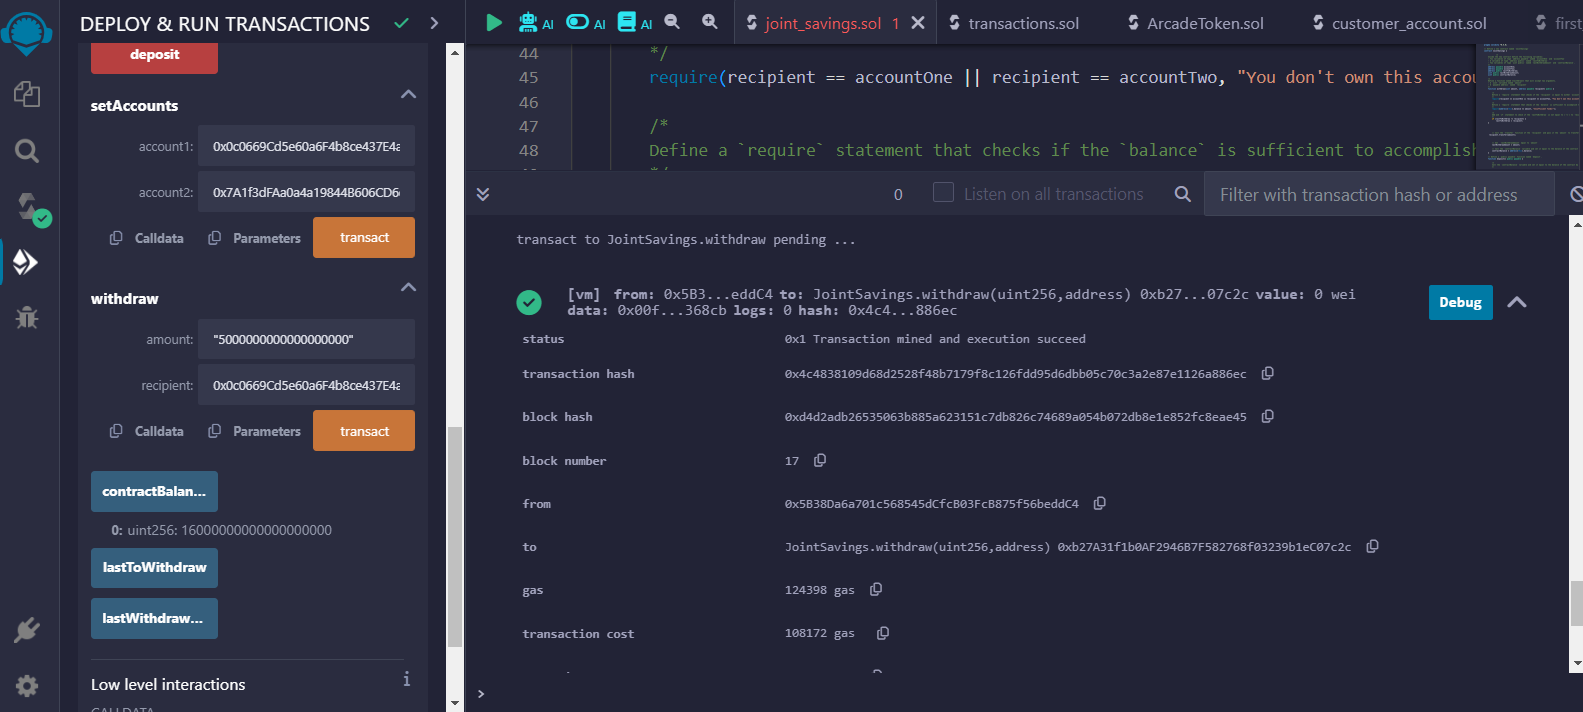 DEPLOY & RUN TRANSACTIONS
deposit
setAccounts
account1: 0x0c0669Cd5e60a6F4b8ce437E4a
account2: 0x7A1f3dFAa0a4a19844B606CD6
Calldata Parameters transact
withdraw
amount: "5000000000000000000"
recipient: 0x0c0669Cd5e60a6F4b8ce437E4a
Calldata Parameters transact
contractBalan...
0: uint256: 16000000000000000000
lastToWithdraw
lastWithdraw...
Low level interactions i
CALLDATA
AI AI AI joint_savings.sol 1 transactions.sol ArcadeToken.sol customer_account.sol first
44 */
45 require(recipient == accountOne || recipient == accountTwo, "You don't own this accou
46
47 /*
48 Define a `require` statement that checks if the `balance` is sufficient to accomplish
0 Listen on all transactions Filter with transaction hash or address
transact to JointSavings.withdraw pending ...
[vm] from: 0x5B3...eddC4 to: JointSavings.withdraw(uint256,address) 0xb27...07c2c value: 0 wei
data: 0x00f...368cb logs: 0 hash: 0x4c4...886ec
Debug
status 0x1 Transaction mined and execution succeed
transaction hash 0x4c4838109d68d2528f48b7179f8c126fdd95d6dbb05c70c3a2e87e1126a886ec
block hash 0xd4d2adb26535063b885a623151c7db826c74689a054b072db8e1e852fc8eae45
block number 17
from 0x5B38Da6a701c568545dCfcB03FcB875f56beddC4
to JointSavings.withdraw(uint256,address) 0xb27A31f1b0AF2946B7F582768f03239b1eC07c2c
gas 124398 gas
transaction cost 108172 gas
>